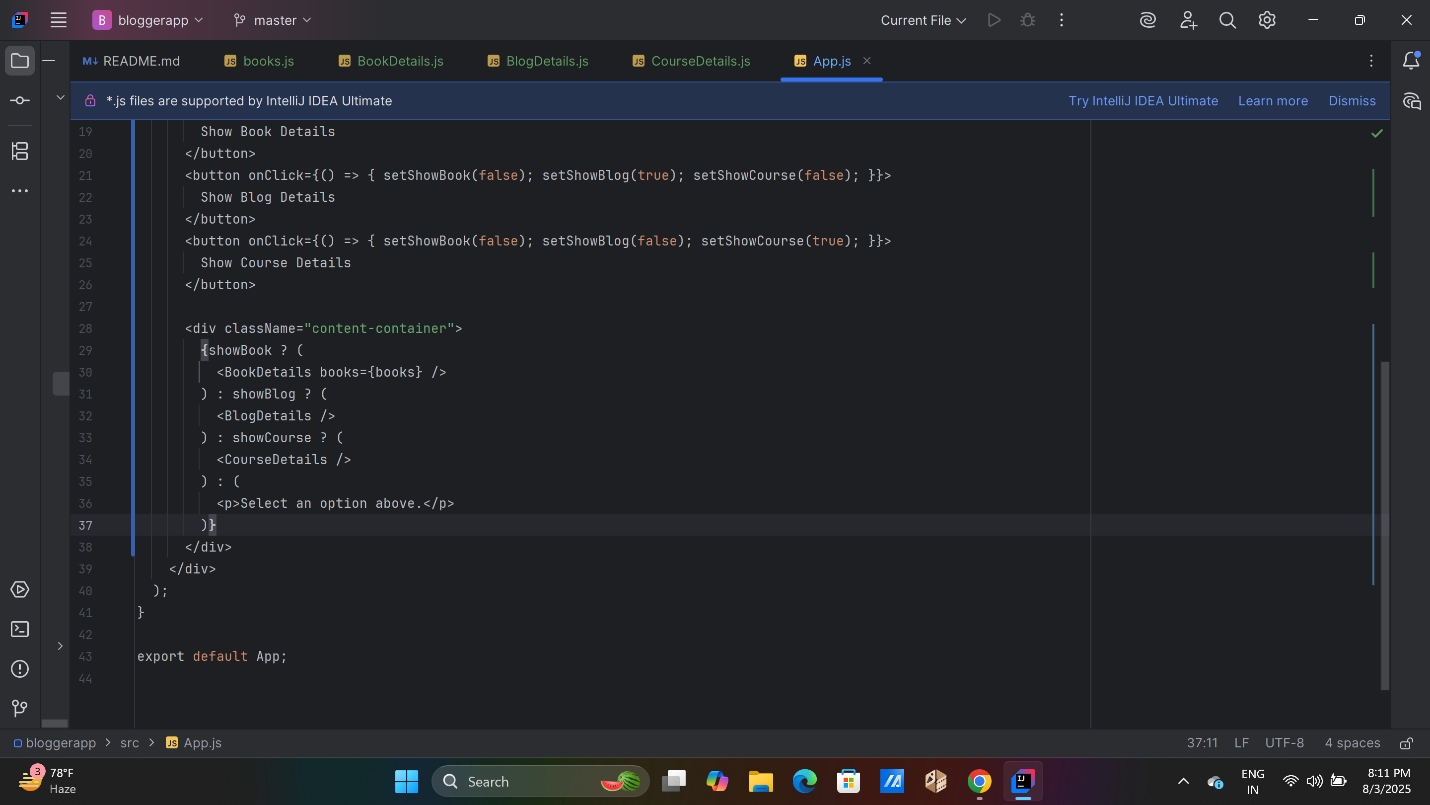 B bloggerapp master Current File
README.md books.js BookDetails.js BlogDetails.js CourseDetails.js App.js
*.js files are supported by IntelliJ IDEA Ultimate Try IntelliJ IDEA Ultimate Learn more Dismiss
19 Show Book Details
20 </button>
21 <button onClick={() => { setShowBook(false); setShowBlog(true); setShowCourse(false); }}>
22 Show Blog Details
23 </button>
24 <button onClick={() => { setShowBook(false); setShowBlog(false); setShowCourse(true); }}>
25 Show Course Details
26 </button>
27
28 <div className="content-container">
29 {showBook ? (
30 <BookDetails books={books} />
31 ) : showBlog ? (
32 <BlogDetails />
33 ) : showCourse ? (
34 <CourseDetails />
35 ) : (
36 <p>Select an option above.</p>
37 )}
38 </div>
39 </div>
40 );
41 }
42
43 export default App;
44
bloggerapp > src > JS App.js 37:11 LF UTF-8 4 spaces
3 78°F Haze Search ENG IN 8:11 PM 8/3/2025